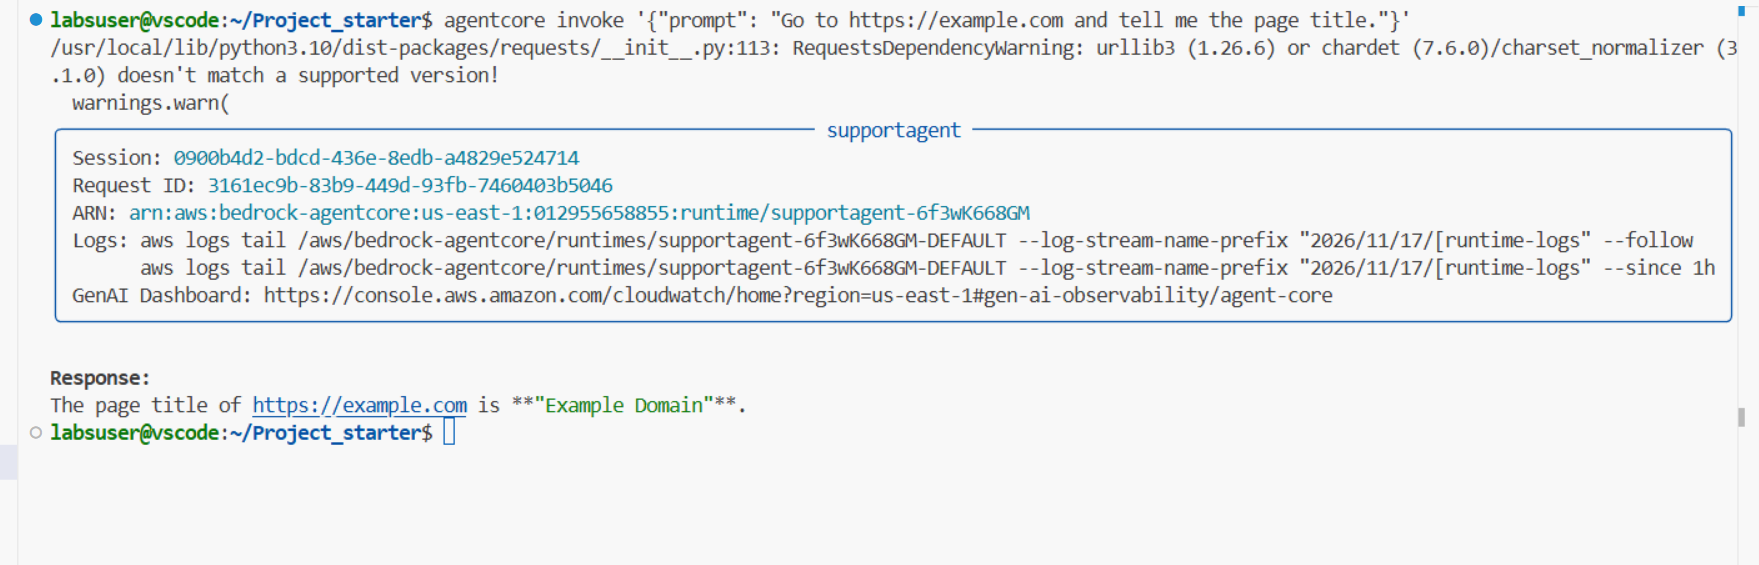 labsuser@vscode:~/Project_starter$ agentcore invoke '{"prompt": "Go to https://example.com and tell me the page title."}'
/usr/local/lib/python3.10/dist-packages/requests/__init__.py:113: RequestsDependencyWarning: urllib3 (1.26.6) or chardet (7.6.0)/charset_normalizer (3
.1.0) doesn't match a supported version!
  warnings.warn(
supportagent
Session: 0900b4d2-bdcd-436e-8edb-a4829e524714
Request ID: 3161ec9b-83b9-449d-93fb-7460403b5046
ARN: arn:aws:bedrock-agentcore:us-east-1:012955658855:runtime/supportagent-6f3wK668GM
Logs: aws logs tail /aws/bedrock-agentcore/runtimes/supportagent-6f3wK668GM-DEFAULT --log-stream-name-prefix "2026/11/17/[runtime-logs" --follow
      aws logs tail /aws/bedrock-agentcore/runtimes/supportagent-6f3wK668GM-DEFAULT --log-stream-name-prefix "2026/11/17/[runtime-logs" --since 1h
GenAI Dashboard: https://console.aws.amazon.com/cloudwatch/home?region=us-east-1#gen-ai-observability/agent-core
Response:
The page title of https://example.com is **"Example Domain"**.
labsuser@vscode:~/Project_starter$